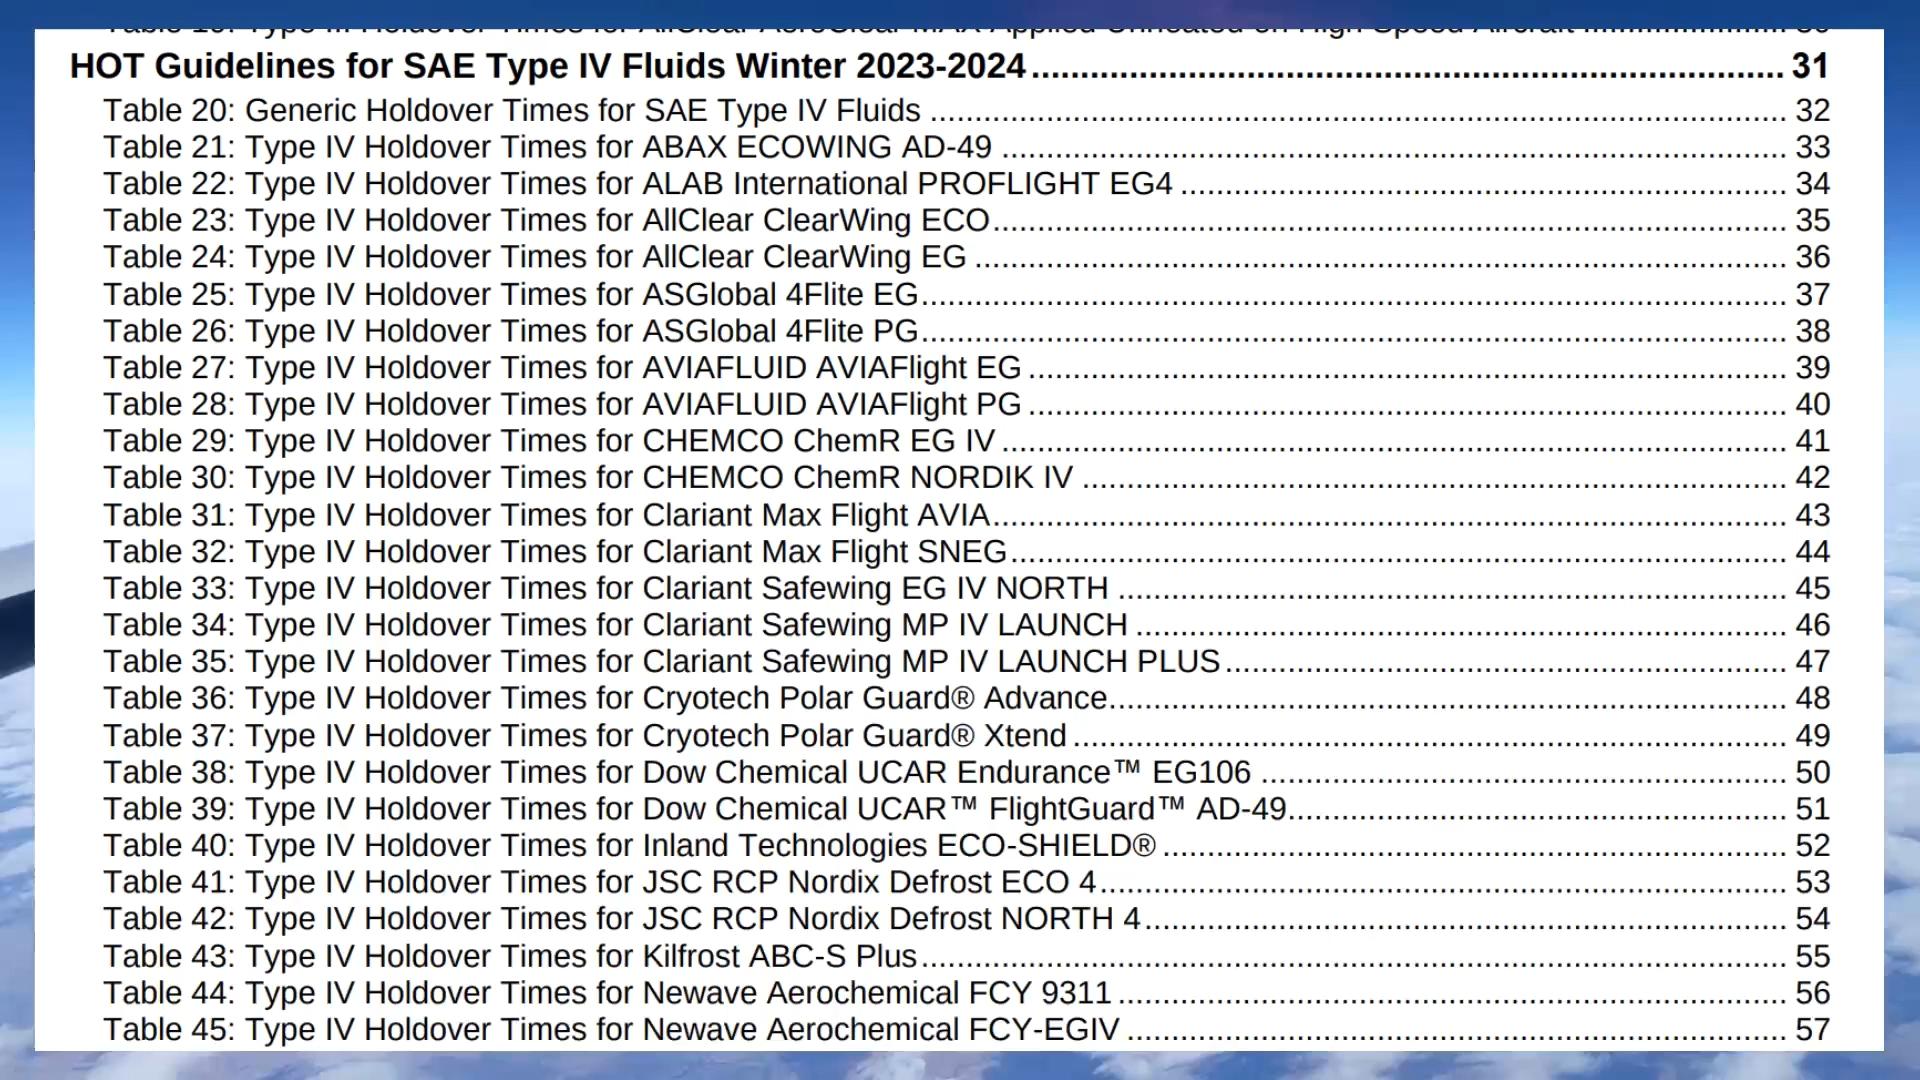 HOT Guidelines for SAE Type IV Fluids Winter 2023-2024 31
Table 20: Generic Holdover Times for SAE Type IV Fluids 32
Table 21: Type IV Holdover Times for ABAX ECOWING AD-49 33
Table 22: Type IV Holdover Times for ALAB International PROFLIGHT EG4 34
Table 23: Type IV Holdover Times for AllClear ClearWing ECO 35
Table 24: Type IV Holdover Times for AllClear ClearWing EG 36
Table 25: Type IV Holdover Times for ASGlobal 4Flite EG 37
Table 26: Type IV Holdover Times for ASGlobal 4Flite PG 38
Table 27: Type IV Holdover Times for AVIAFLUID AVIAFlight EG 39
Table 28: Type IV Holdover Times for AVIAFLUID AVIAFlight PG 40
Table 29: Type IV Holdover Times for CHEMCO ChemR EG IV 41
Table 30: Type IV Holdover Times for CHEMCO ChemR NORDIK IV 42
Table 31: Type IV Holdover Times for Clariant Max Flight AVIA 43
Table 32: Type IV Holdover Times for Clariant Max Flight SNEG 44
Table 33: Type IV Holdover Times for Clariant Safewing EG IV NORTH 45
Table 34: Type IV Holdover Times for Clariant Safewing MP IV LAUNCH 46
Table 35: Type IV Holdover Times for Clariant Safewing MP IV LAUNCH PLUS 47
Table 36: Type IV Holdover Times for Cryotech Polar Guard® Advance 48
Table 37: Type IV Holdover Times for Cryotech Polar Guard® Xtend 49
Table 38: Type IV Holdover Times for Dow Chemical UCAR Endurance™ EG106 50
Table 39: Type IV Holdover Times for Dow Chemical UCAR™ FlightGuard™ AD-49 51
Table 40: Type IV Holdover Times for Inland Technologies ECO-SHIELD® 52
Table 41: Type IV Holdover Times for JSC RCP Nordix Defrost ECO 4 53
Table 42: Type IV Holdover Times for JSC RCP Nordix Defrost NORTH 4 54
Table 43: Type IV Holdover Times for Kilfrost ABC-S Plus 55
Table 44: Type IV Holdover Times for Newave Aerochemical FCY 9311 56
Table 45: Type IV Holdover Times for Newave Aerochemical FCY-EGIV 57